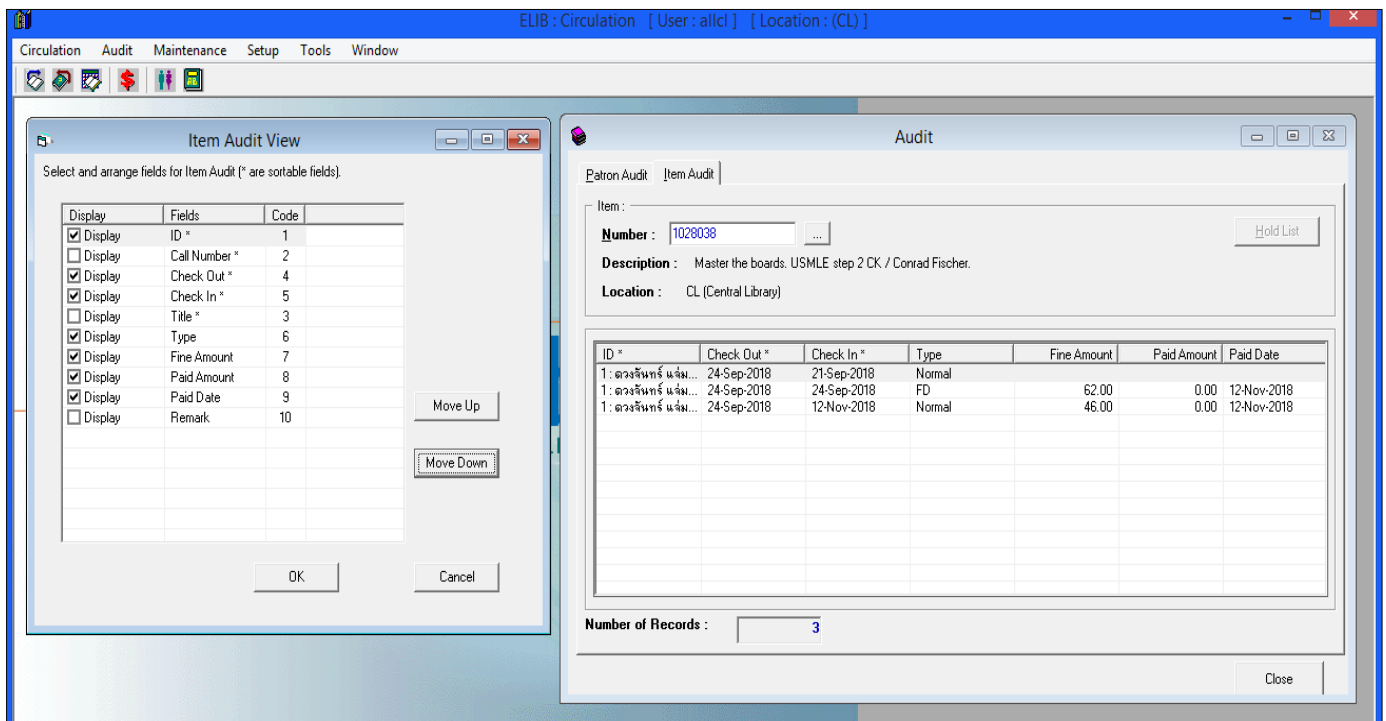 ELIB : Circulation [ User : allcl ] [ Location : (CL) ]
Circulation Audit Maintenance Setup Tools Window
Item Audit View
Select and arrange fields for Item Audit (* are sortable fields).
Display Fields Code
Display ID * 1
Display Call Number * 2
Display Check Out * 4
Display Check In * 5
Display Title * 3
Display Type 6
Display Fine Amount 7
Display Paid Amount 8
Display Paid Date 9
Display Remark 10
Move Up
Move Down
OK Cancel
Audit
Patron Audit Item Audit
Item :
Number : 1028038 ... Hold List
Description : Master the boards. USMLE step 2 CK / Conrad Fischer.
Location : CL (Central Library)
ID * Check Out * Check In * Type Fine Amount Paid Amount Paid Date
1 : ดวงจันทร์ แจ่ม... 24-Sep-2018 21-Sep-2018 Normal
1 : ดวงจันทร์ แจ่ม... 24-Sep-2018 24-Sep-2018 FD 62.00 0.00 12-Nov-2018
1 : ดวงจันทร์ แจ่ม... 24-Sep-2018 12-Nov-2018 Normal 46.00 0.00 12-Nov-2018
Number of Records : 3
Close